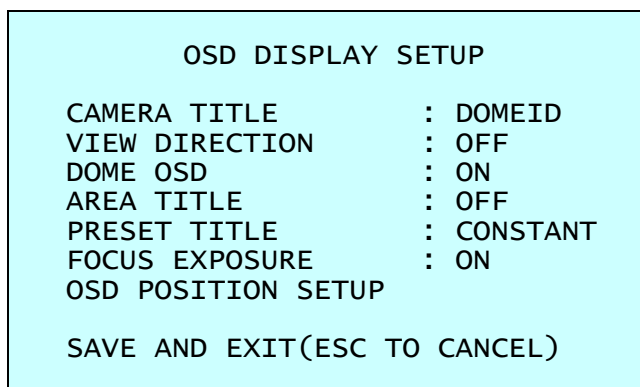 OSD DISPLAY SETUP
CAMERA TITLE : DOMEID
VIEW DIRECTION : OFF
DOME OSD : ON
AREA TITLE : OFF
PRESET TITLE : CONSTANT
FOCUS EXPOSURE : ON
OSD POSITION SETUP
SAVE AND EXIT(ESC TO CANCEL)